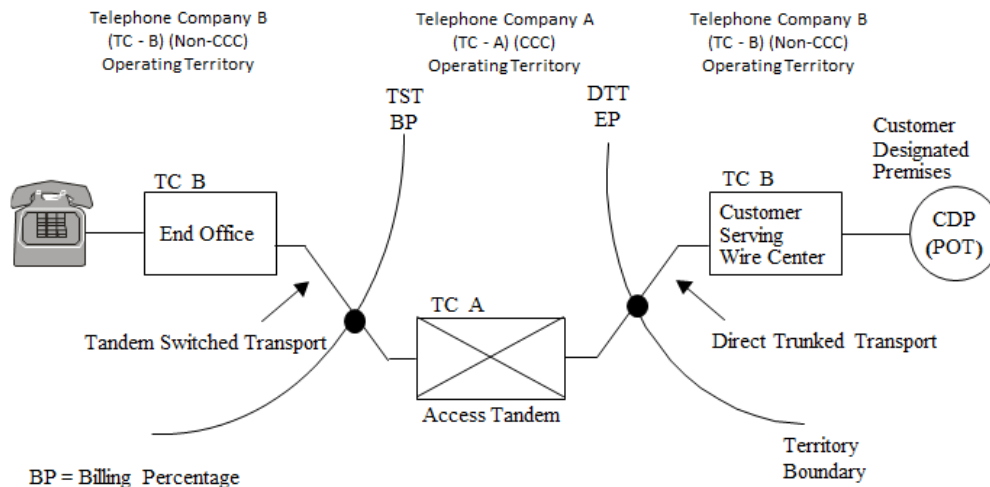 Telephone Company B
(TC - B) (Non-CCC)
Operating Territory
Telephone Company A
(TC - A) (CCC)
Operating Territory
Telephone Company B
(TC - B) (Non-CCC)
Operating Territory
TST
BP
DTT
EP
Customer
Designated
Premises
TC B
End Office
TC B
Customer
Serving
Wire Center
CDP
(POT)
TC A
Tandem Switched Transport
Direct Trunked Transport
Access Tandem
Territory
Boundary
BP = Billing Percentage